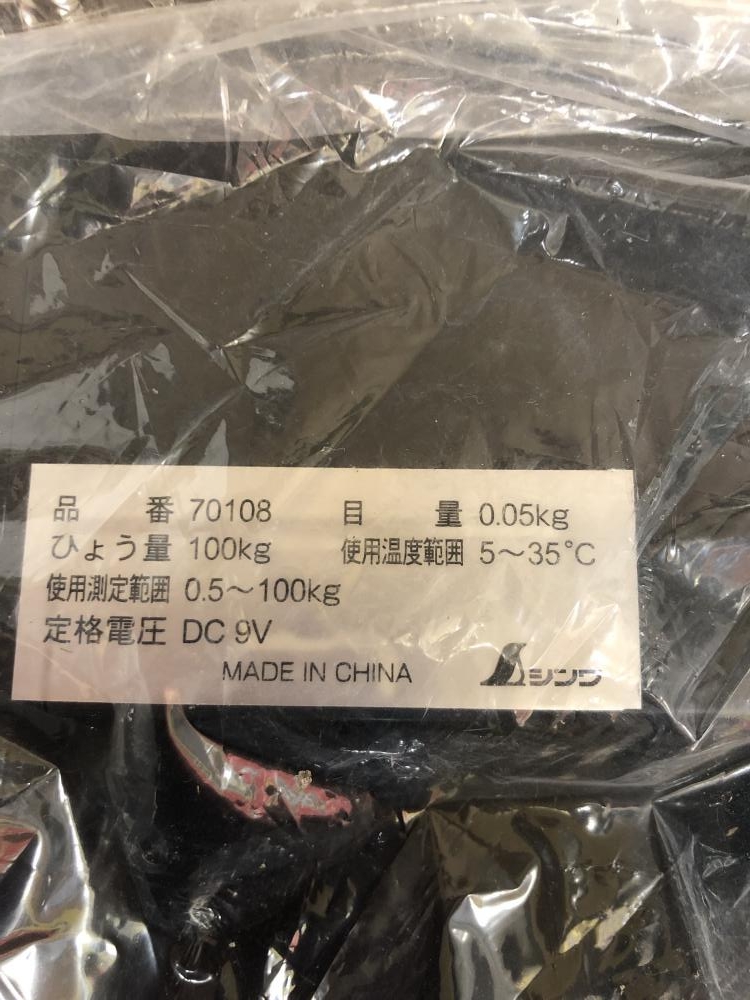 品番 70108 目量 0.05kg
ひょう量 100kg 使用温度範囲 5～35℃
使用測定範囲 0.5～100kg
定格電圧 DC 9V
MADE IN CHINA シンワ